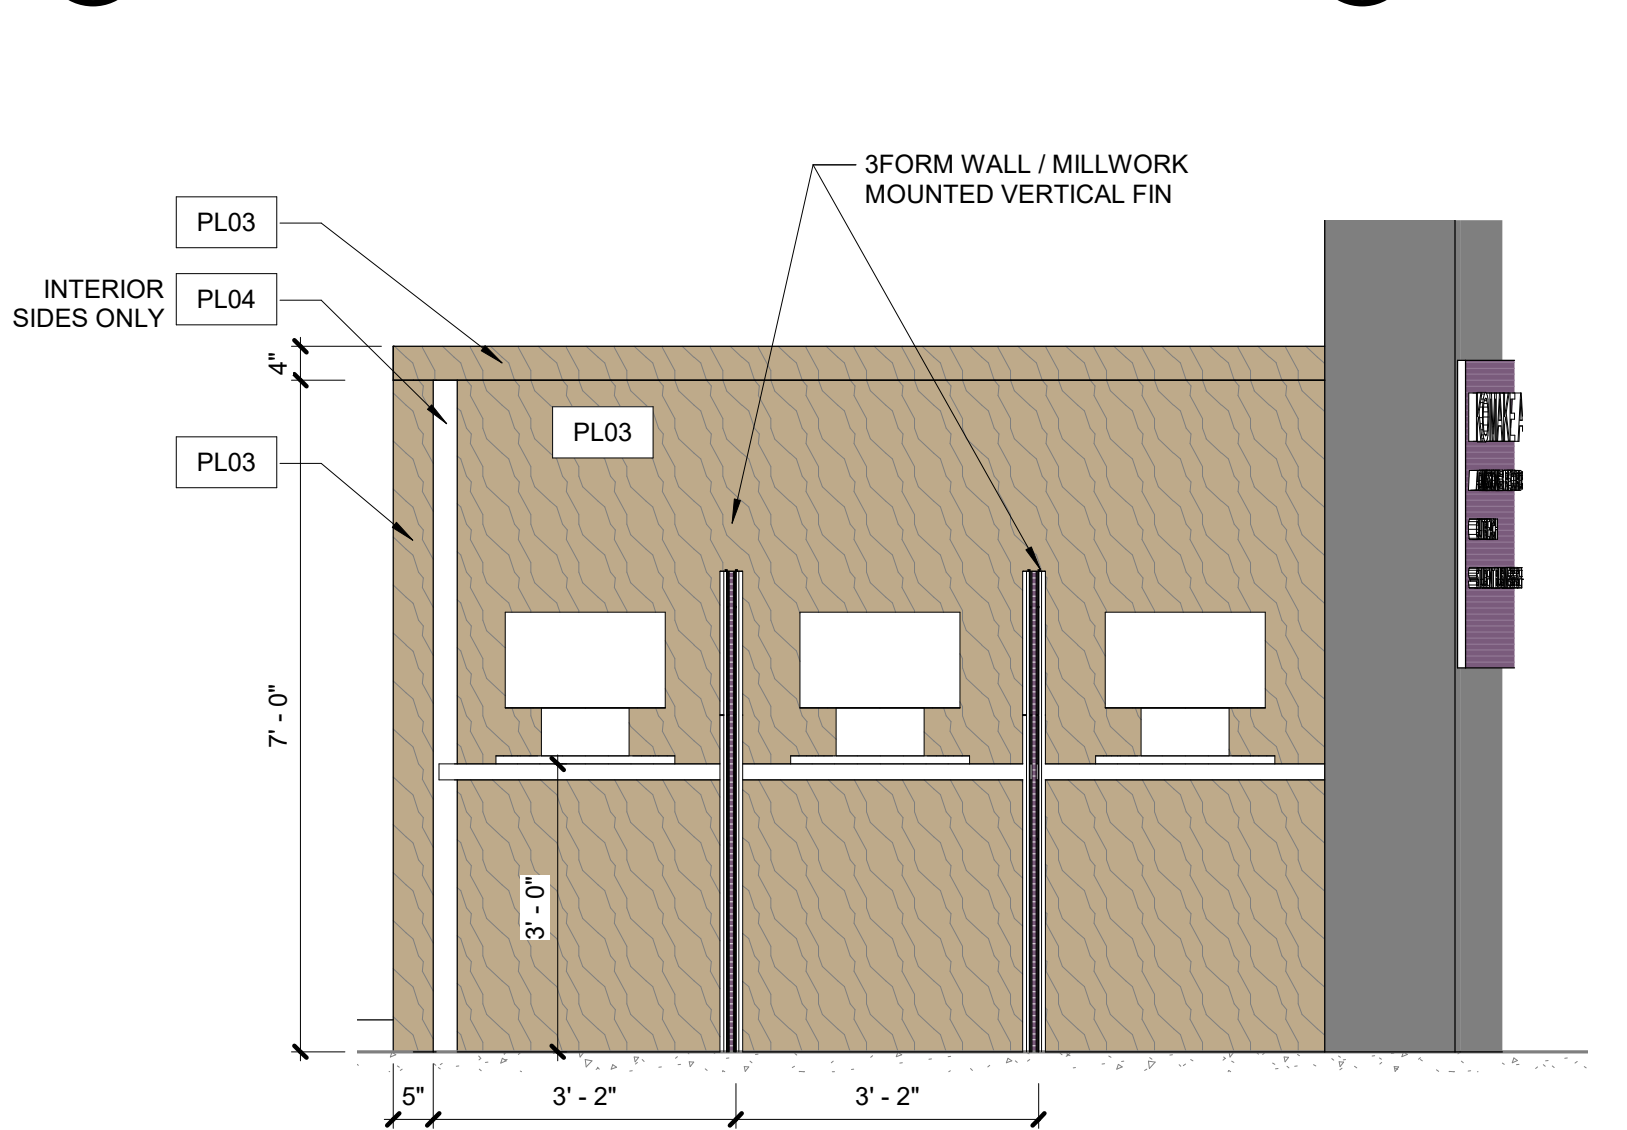 3FORM WALL / MILLWORK
MOUNTED VERTICAL FIN
PL03
INTERIOR
SIDES ONLY
PL04
4"
PL03
PL03
7' - 0"
3' - 0"
5"
3' - 2"
3' - 2"